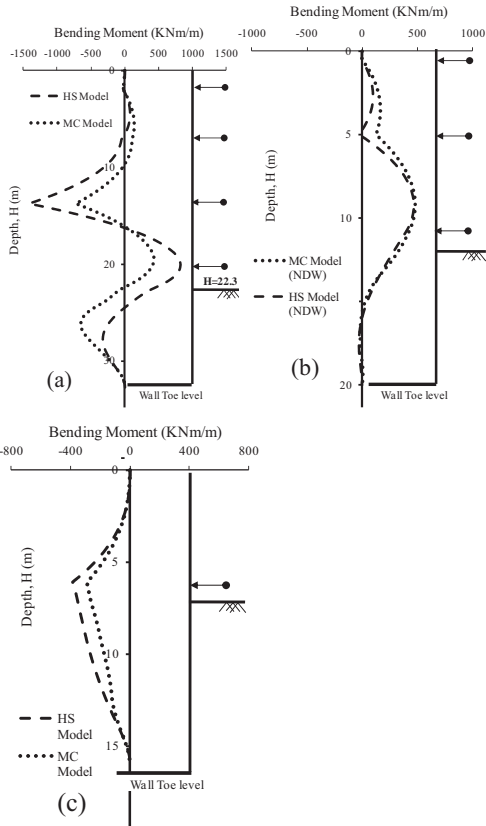 Bending Moment (KNm/m)
-1500 -1000 -500 0 500 1000 1500
0
HS Model
MC Model
10
Depth, H (m)
20
H=22.3
30
(a)
Wall Toe level
Bending Moment (KNm/m)
-1000 -500 0 500 1000
0
5
Depth, H (m)
10
MC Model
(NDW)
HS Model
(NDW)
15
(b)
20
Wall Toe level
Bending Moment (KNm/m)
-800 -400 0 400 800
0
5
Depth, H (m)
10
HS
Model
MC
Model
15
Wall Toe level
(c)